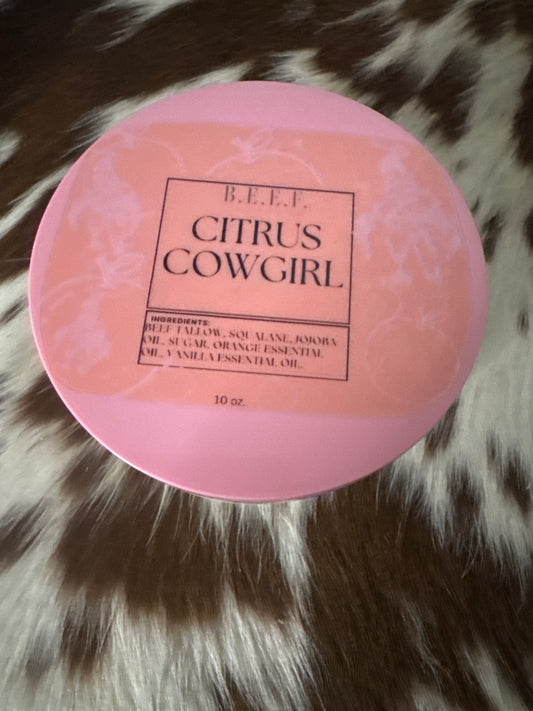 B.E.E.F.
CITRUS
COWGIRL
INGREDIENTS:
BEEF TALLOW, SQUALANE, JOJOBA
OIL, SUGAR, ORANGE ESSENTIAL
OIL, VANILLA ESSENTIAL OIL.
10 oz.